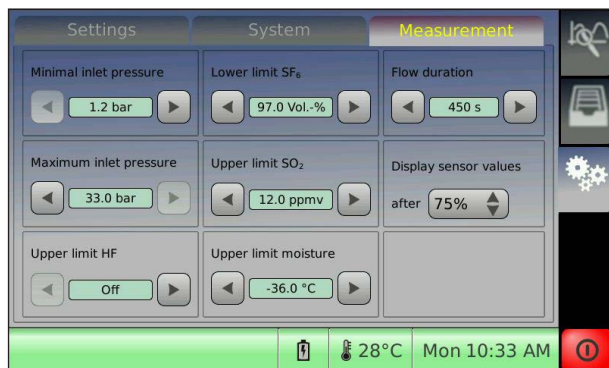 Settings
System
Measurement
Minimal inlet pressure
1.2 bar
Lower limit SF₆
97.0 Vol.-%
Flow duration
450 s
Maximum inlet pressure
33.0 bar
Upper limit SO₂
12.0 ppmv
Display sensor values
after 75%
Upper limit HF
Off
Upper limit moisture
-36.0 °C
28°C
Mon 10:33 AM